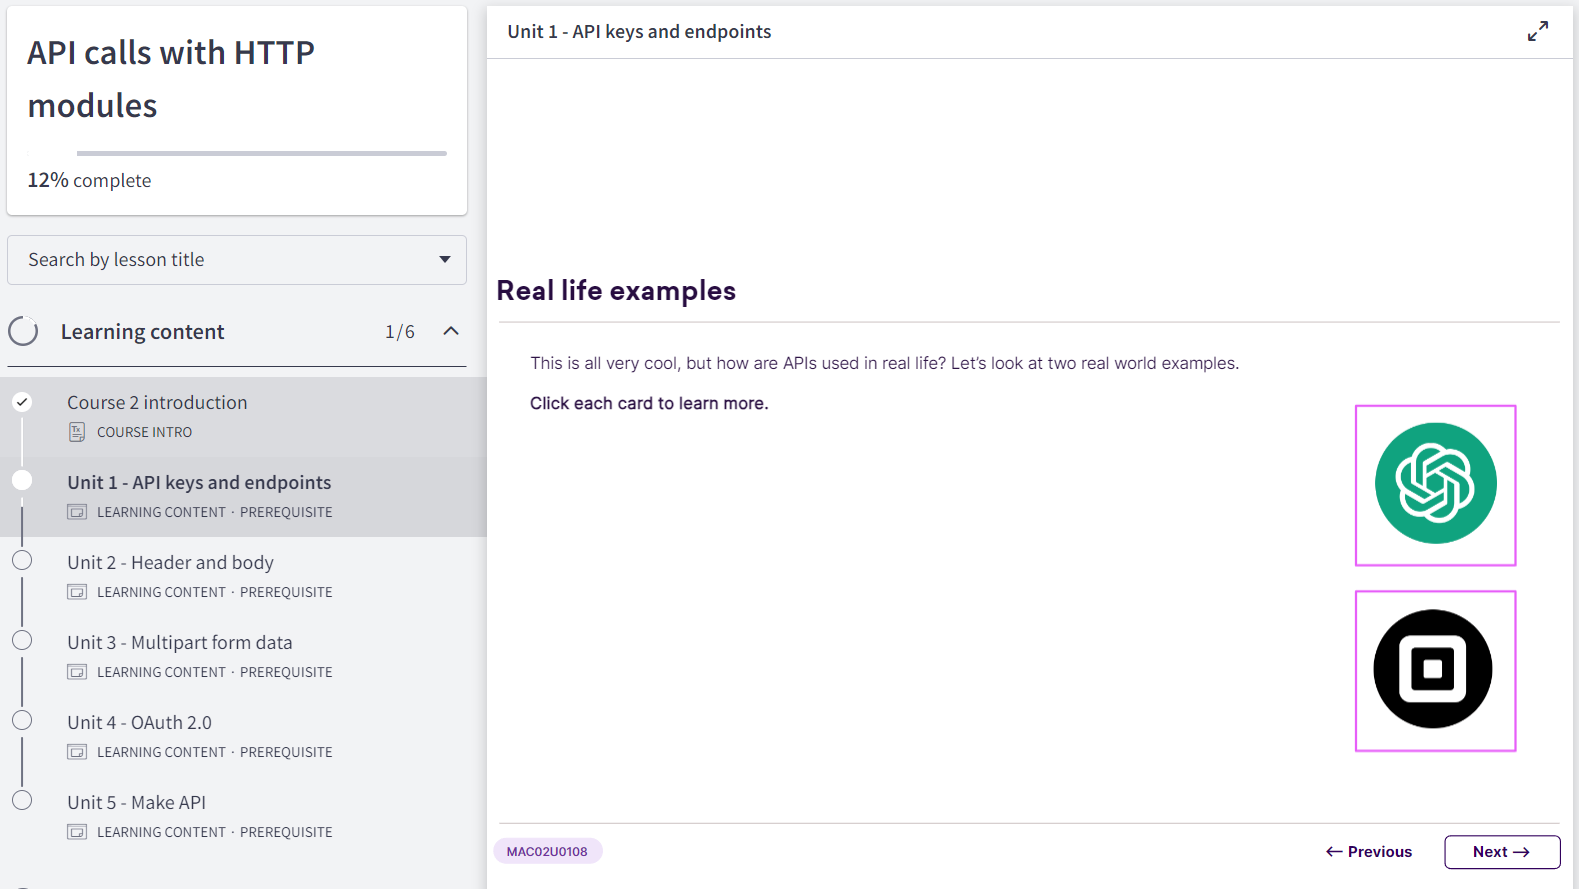 API calls with HTTP
modules
12% complete
Search by lesson title
Learning content 1/6
Course 2 introduction
Tx COURSE INTRO
Unit 1 - API keys and endpoints
LEARNING CONTENT · PREREQUISITE
Unit 2 - Header and body
LEARNING CONTENT · PREREQUISITE
Unit 3 - Multipart form data
LEARNING CONTENT · PREREQUISITE
Unit 4 - OAuth 2.0
LEARNING CONTENT · PREREQUISITE
Unit 5 - Make API
LEARNING CONTENT · PREREQUISITE
Unit 1 - API keys and endpoints
Real life examples
This is all very cool, but how are APIs used in real life? Let’s look at two real world examples.
Click each card to learn more.
MAC02U0108
← Previous
Next →